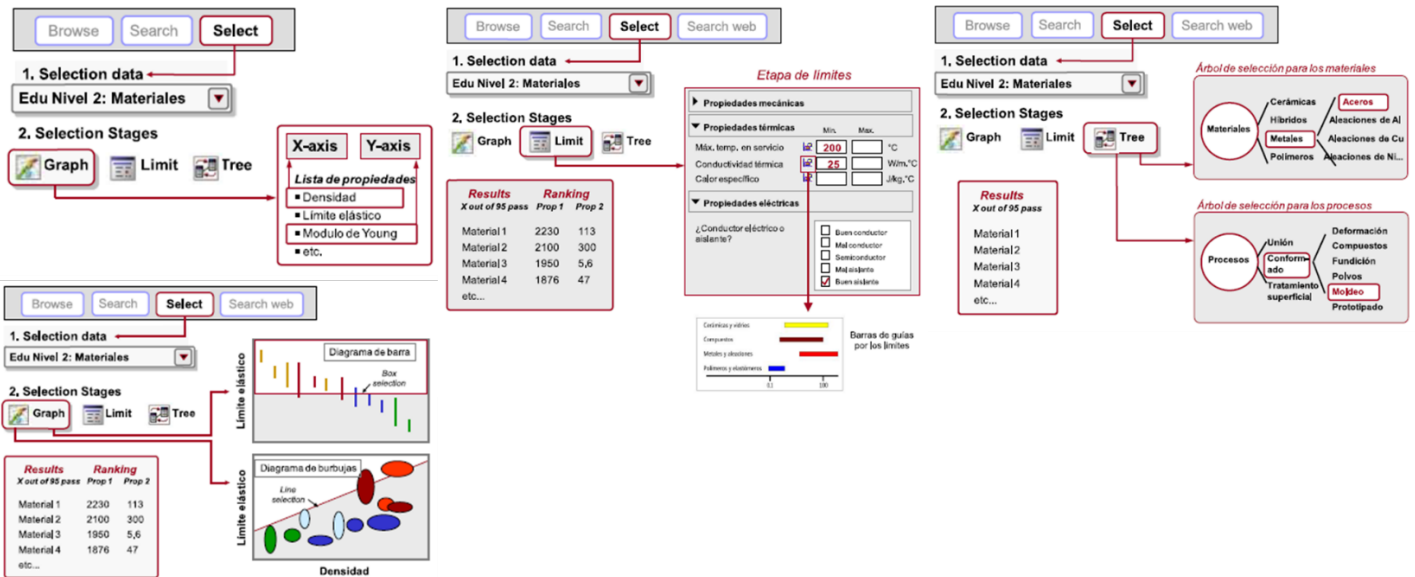 Browse Search Select
1. Selection data
Edu Nivel 2: Materiales
2. Selection Stages
Graph Limit Tree
X-axis Y-axis
Lista de propiedades
▪ Densidad
▪ Límite elástico
▪ Modulo de Young
▪ etc.
Browse Search Select Search web
1. Selection data
Edu Nivel 2: Materiales
2. Selection Stages
Graph Limit Tree
Results Ranking
X out of 95 pass Prop 1 Prop 2
Material 1 2230 113
Material 2 2100 300
Material 3 1950 5,6
Material 4 1876 47
etc...
Etapa de límites
Propiedades mecánicas
Propiedades térmicas Min. Max.
Máx. temp. en servicio 200 °C
Conductividad térmica 25 W/m.°C
Calor específico J/kg.°C
Propiedades eléctricas
¿Conductor eléctrico o
aislante?
Buen conductor
Mal conductor
Semiconductor
Mal aislante
Buen aislante
Cerámicas y vidrios
Compuestos
Metales y aleaciones
Polímeros y elastómeros
0.1 100
Barras de guías
por los límites
Browse Search Select Search web
1. Selection data
Edu Nivel 2: Materiales
2. Selection Stages
Graph Limit Tree
Results
X out of 95 pass
Material 1
Material 2
Material 3
Material 4
etc...
Árbol de selección para los materiales
Materiales
Cerámicas
Híbridos
Metales
Polímeros
Aceros
Aleaciones de Al
Aleaciones de Cu
Aleaciones de Ni...
Árbol de selección para los procesos
Procesos
Unión
Conform-
ado
Tratamiento
superficial
Deformación
Compuestos
Fundición
Polvos
Moldeo
Prototipado
Browse Search Select Search web
1. Selection data
Edu Nivel 2: Materiales
2. Selection Stages
Graph Limit Tree
Results Ranking
X out of 95 pass Prop 1 Prop 2
Material 1 2230 113
Material 2 2100 300
Material 3 1950 5,6
Material 4 1876 47
etc...
Límite elástico
Diagrama de barra
Box
selection
Límite elástico
Diagrama de burbujas
Line
selection
Densidad